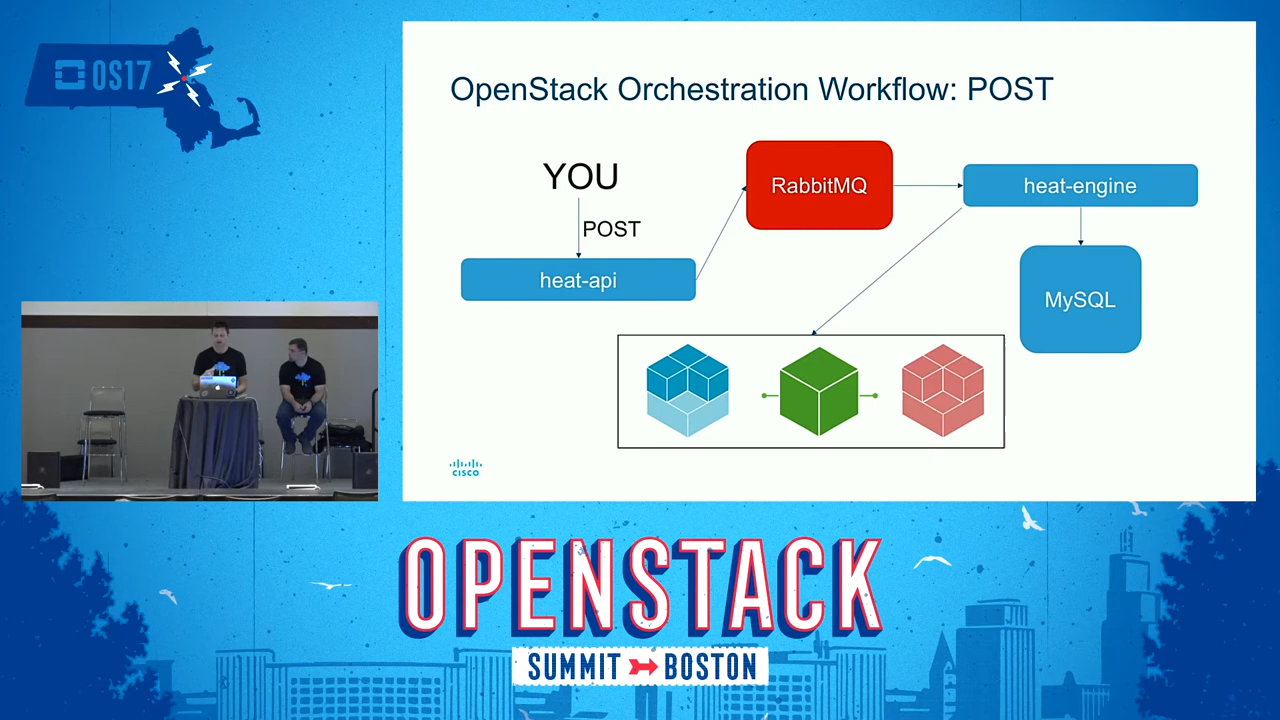 OS17
OpenStack Orchestration Workflow: POST
YOU
POST
heat-api
RabbitMQ
heat-engine
MySQL
CISCO
OPENSTACK
SUMMIT BOSTON